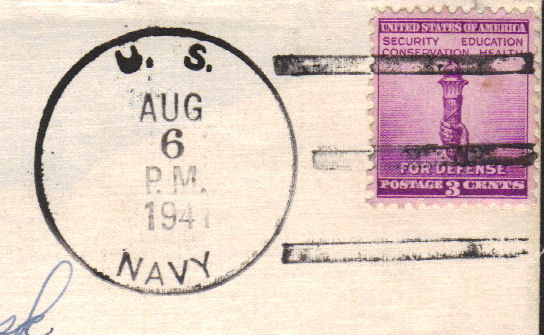 U. S.
AUG
6
P.M.
1941
NAVY
UNITED STATES OF AMERICA
SECURITY EDUCATION
CONSERVATION HEALTH
FOR DEFENSE
POSTAGE 3 CENTS